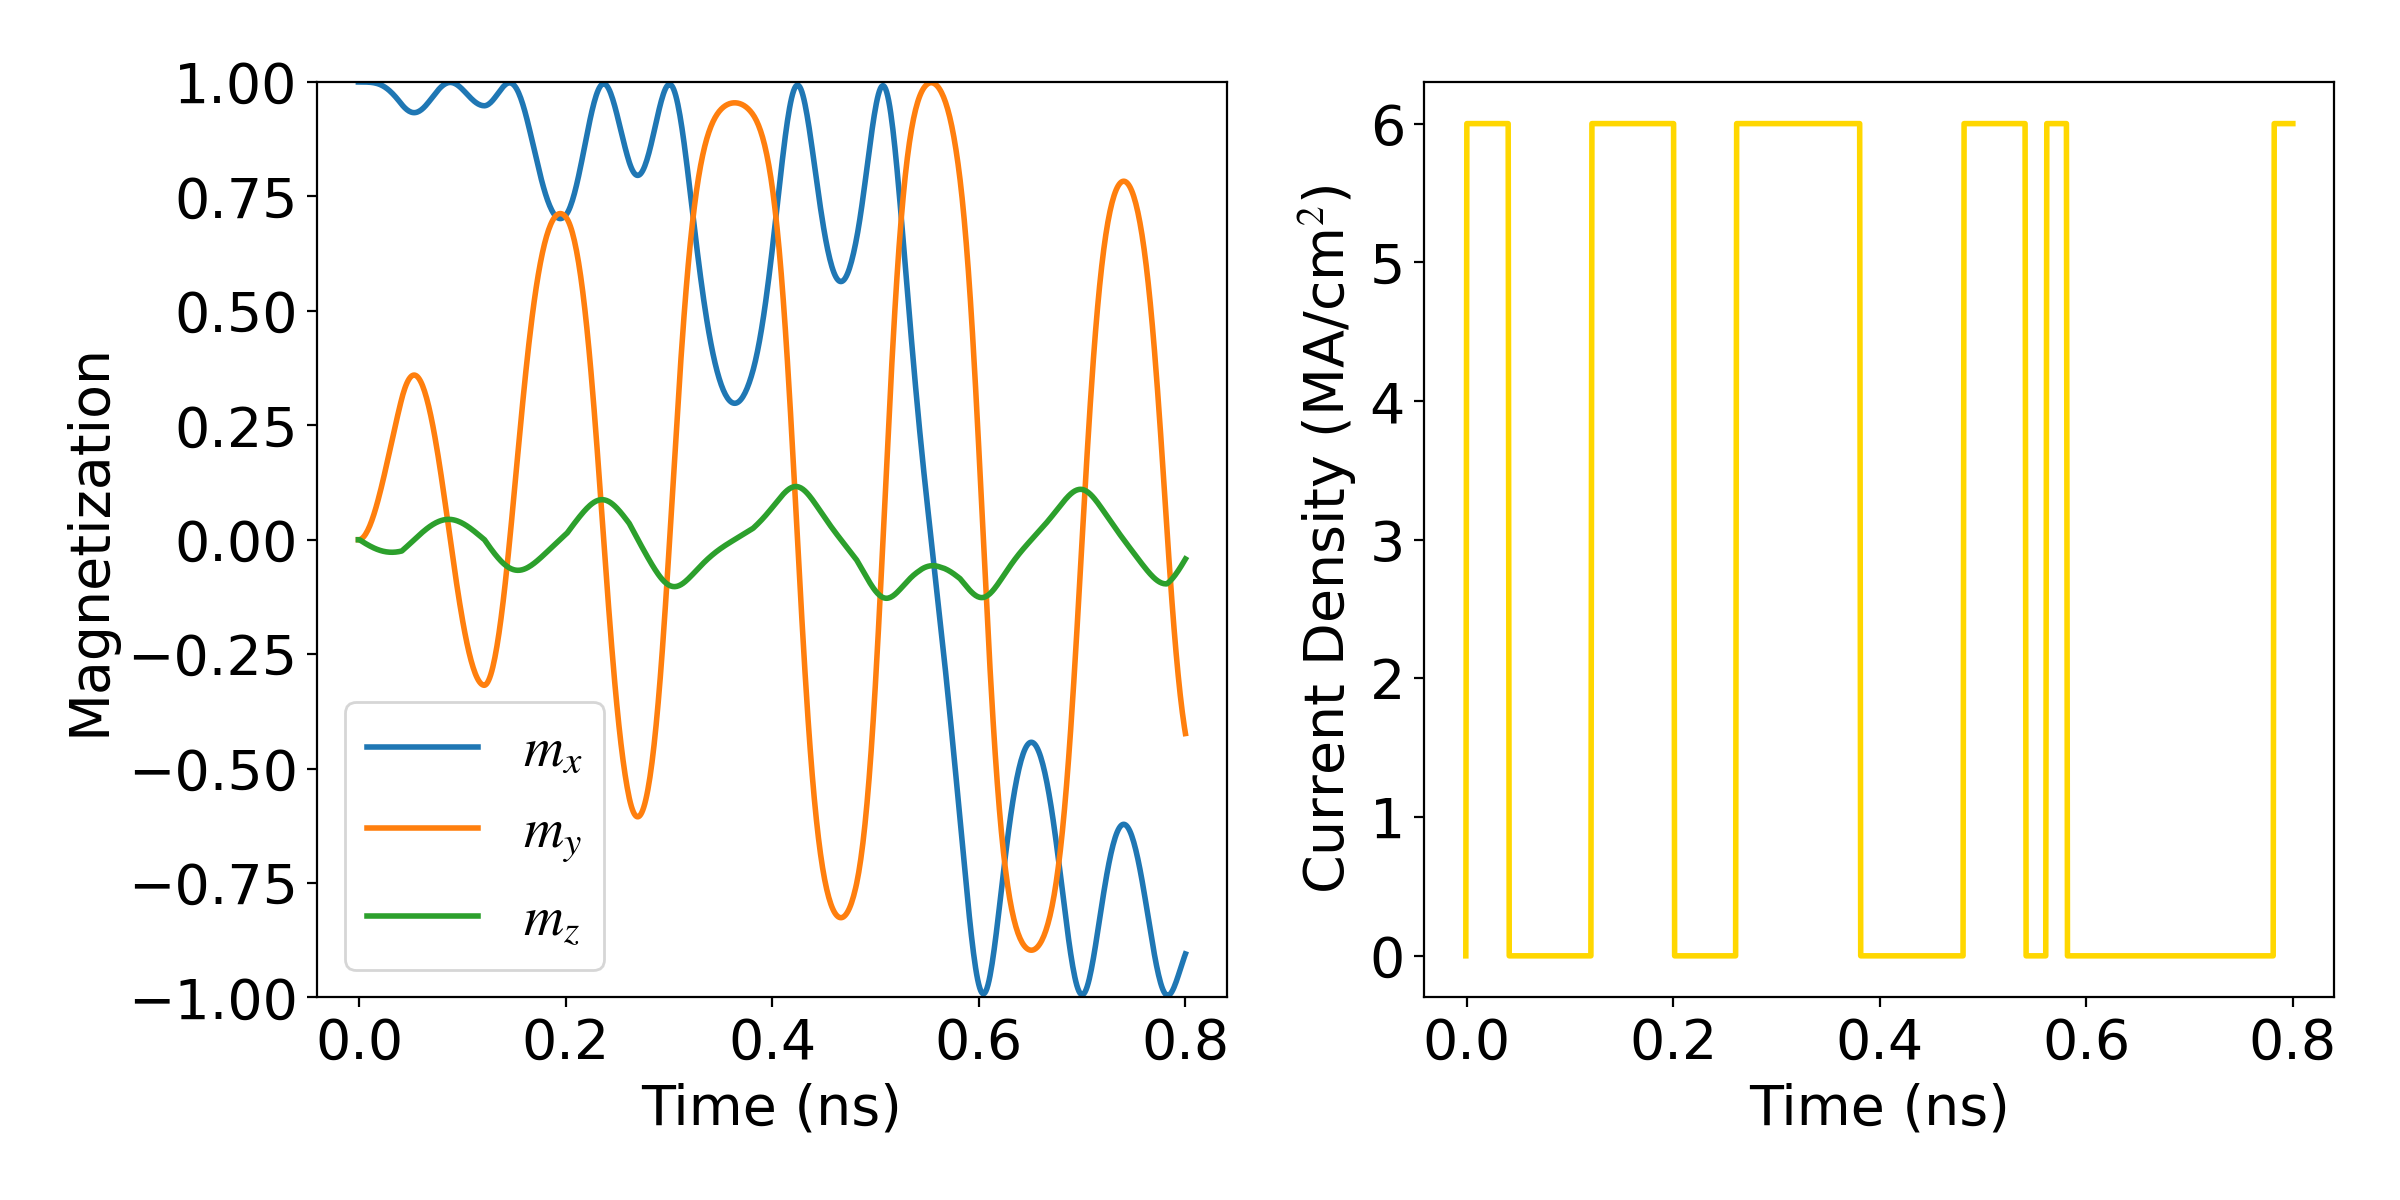 Magnetization
1.00
0.75
0.50
0.25
0.00
−0.25
−0.50
−0.75
−1.00
0.0 0.2 0.4 0.6 0.8
Time (ns)
m_x
m_y
m_z
Current Density (MA/cm²)
6
5
4
3
2
1
0
0.0 0.2 0.4 0.6 0.8
Time (ns)